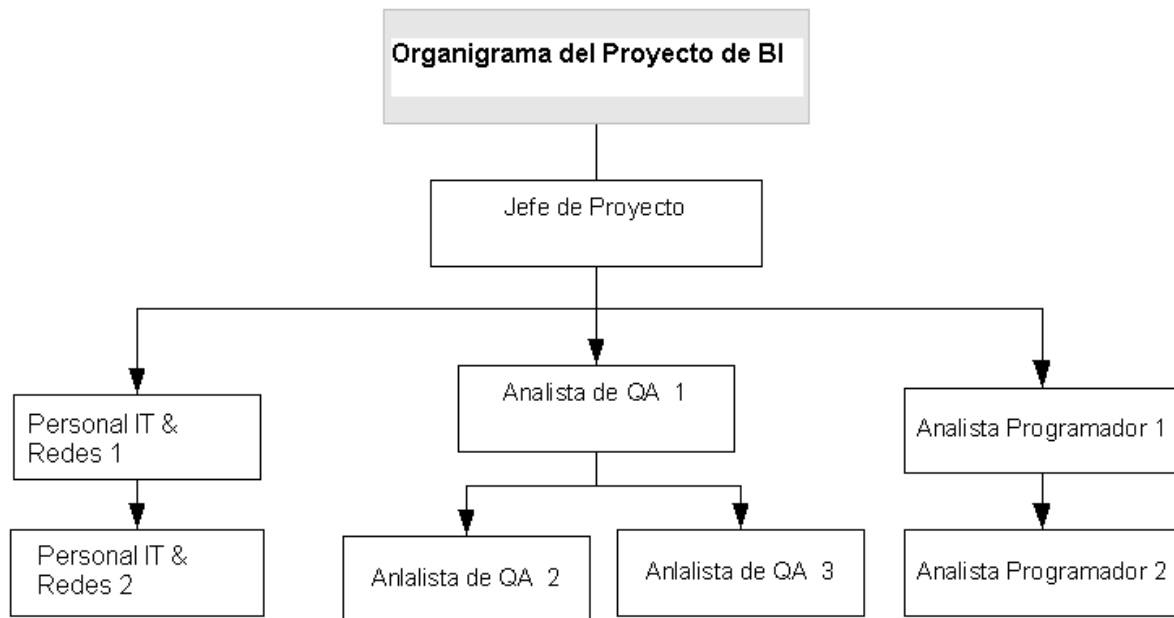 Organigrama del Proyecto de BI
Jefe de Proyecto
Personal IT &
Redes 1
Analista de QA 1
Analista Programador 1
Personal IT &
Redes 2
Anlalista de QA 2
Anlalista de QA 3
Analista Programador 2